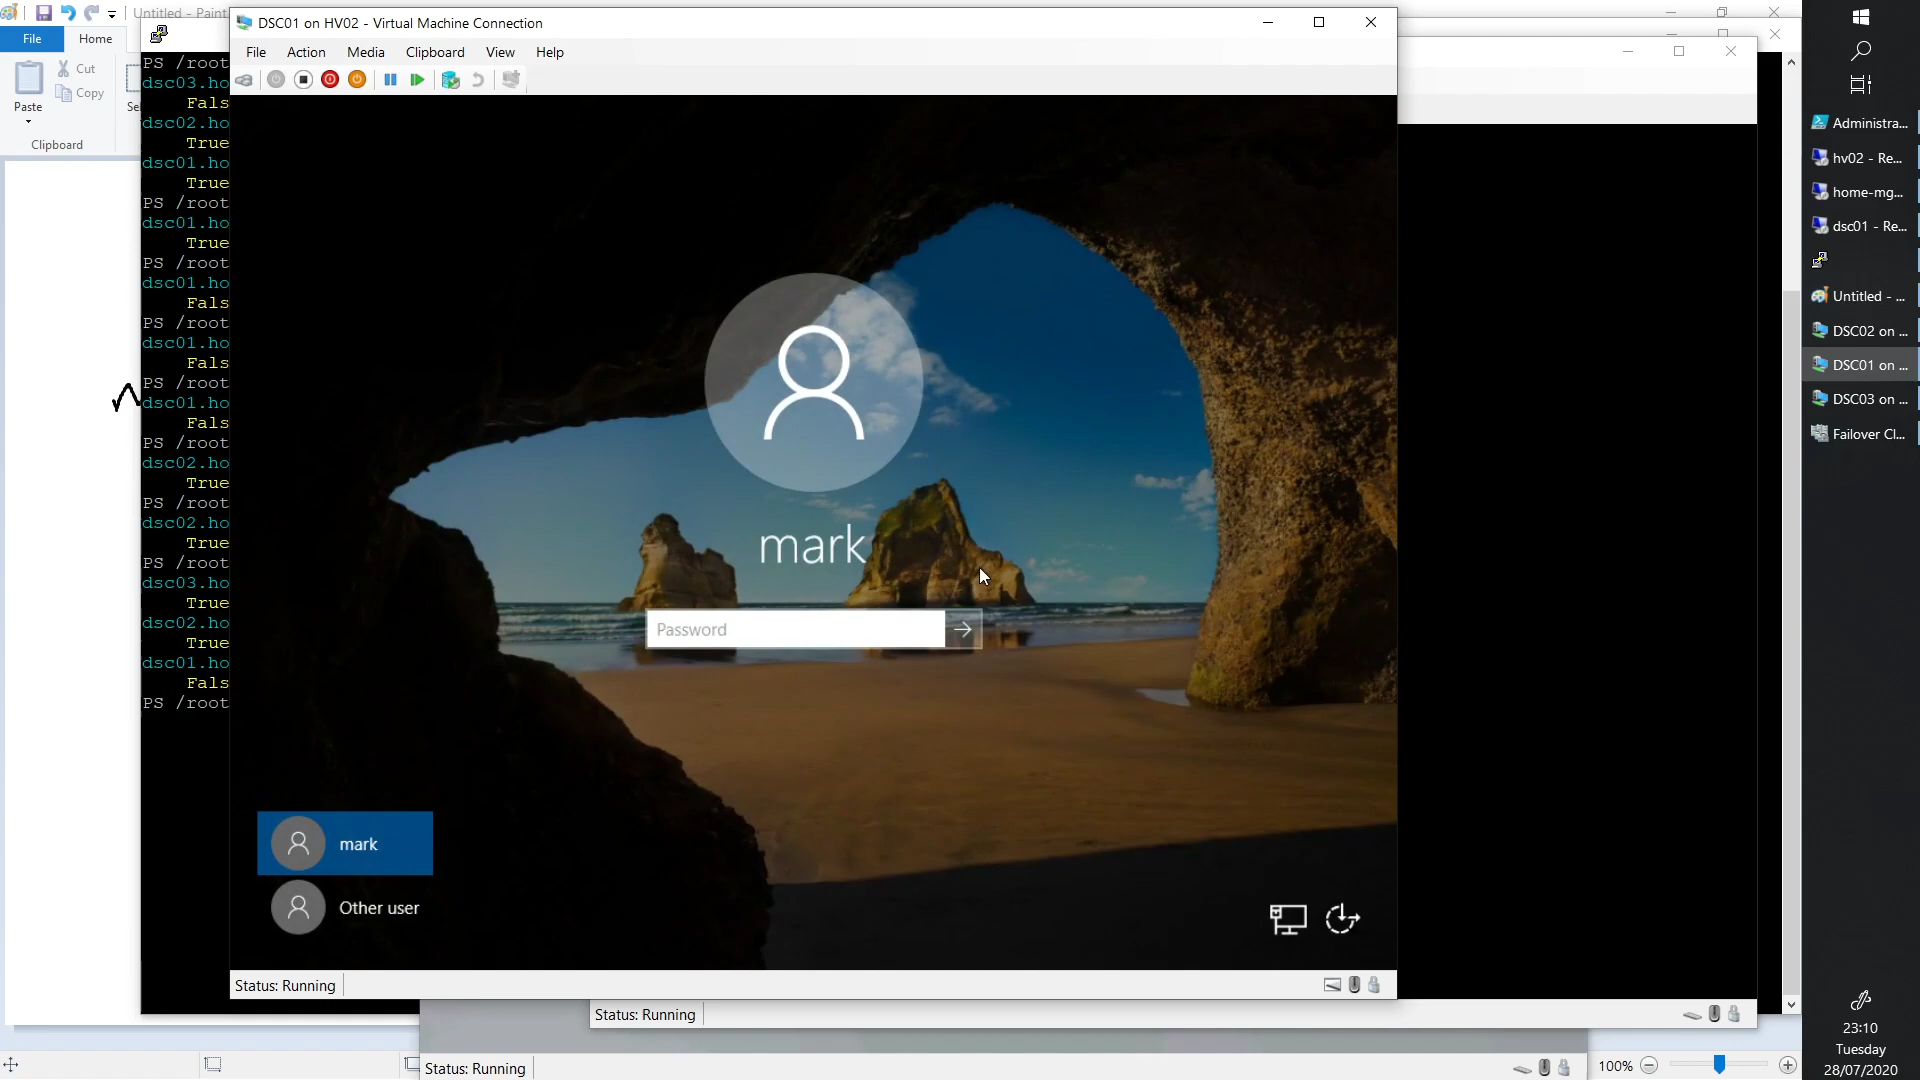 Untitled - Paint
File
Home
Paste
Cut
Copy
Sel
Clipboard
PS /root
dsc03.ho
Fals
dsc02.ho
True
dsc01.ho
True
PS /root
dsc01.ho
True
PS /root
dsc01.ho
Fals
PS /root
dsc01.ho
Fals
PS /root
dsc01.ho
Fals
PS /root
dsc02.ho
True
PS /root
dsc02.ho
True
PS /root
dsc03.ho
True
dsc02.ho
True
dsc01.ho
Fals
PS /root
DSC01 on HV02 - Virtual Machine Connection
File Action Media Clipboard View Help
mark
Password
mark
Other user
Status: Running
Status: Running
Status: Running
100%
Administra...
hv02 - Re...
home-mg...
dsc01 - Re...
Untitled - ...
DSC02 on ...
DSC01 on ...
DSC03 on ...
Failover Cl...
23:10
Tuesday
28/07/2020